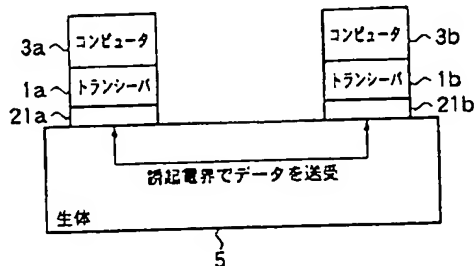 コンピュータ
3a
トランシーバ
1a
21a
コンピュータ
3b
トランシーバ
1b
21b
誘起電界でデータを送受
生体
5